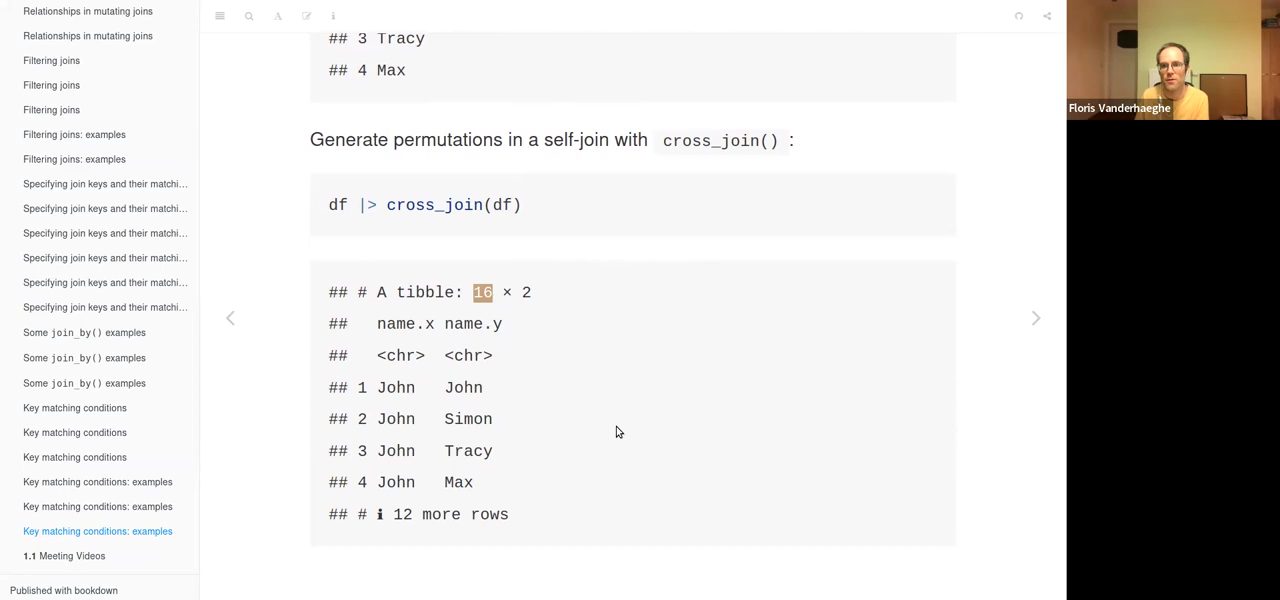 Relationships in mutating joins
Relationships in mutating joins
Filtering joins
Filtering joins
Filtering joins
Filtering joins: examples
Filtering joins: examples
Specifying join keys and their matchi…
Specifying join keys and their matchi…
Specifying join keys and their matchi…
Specifying join keys and their matchi…
Specifying join keys and their matchi…
Specifying join keys and their matchi…
Some join_by() examples
Some join_by() examples
Some join_by() examples
Key matching conditions
Key matching conditions
Key matching conditions
Key matching conditions: examples
Key matching conditions: examples
Key matching conditions: examples
1.1 Meeting Videos
Published with bookdown
A
i
## 3 Tracy
## 4 Max
Generate permutations in a self-join with cross_join() :
df |> cross_join(df)
## # A tibble: 16 × 2
##   name.x name.y
##   <chr>  <chr>
## 1 John   John
## 2 John   Simon
## 3 John   Tracy
## 4 John   Max
## # ℹ 12 more rows
Floris Vanderhaeghe